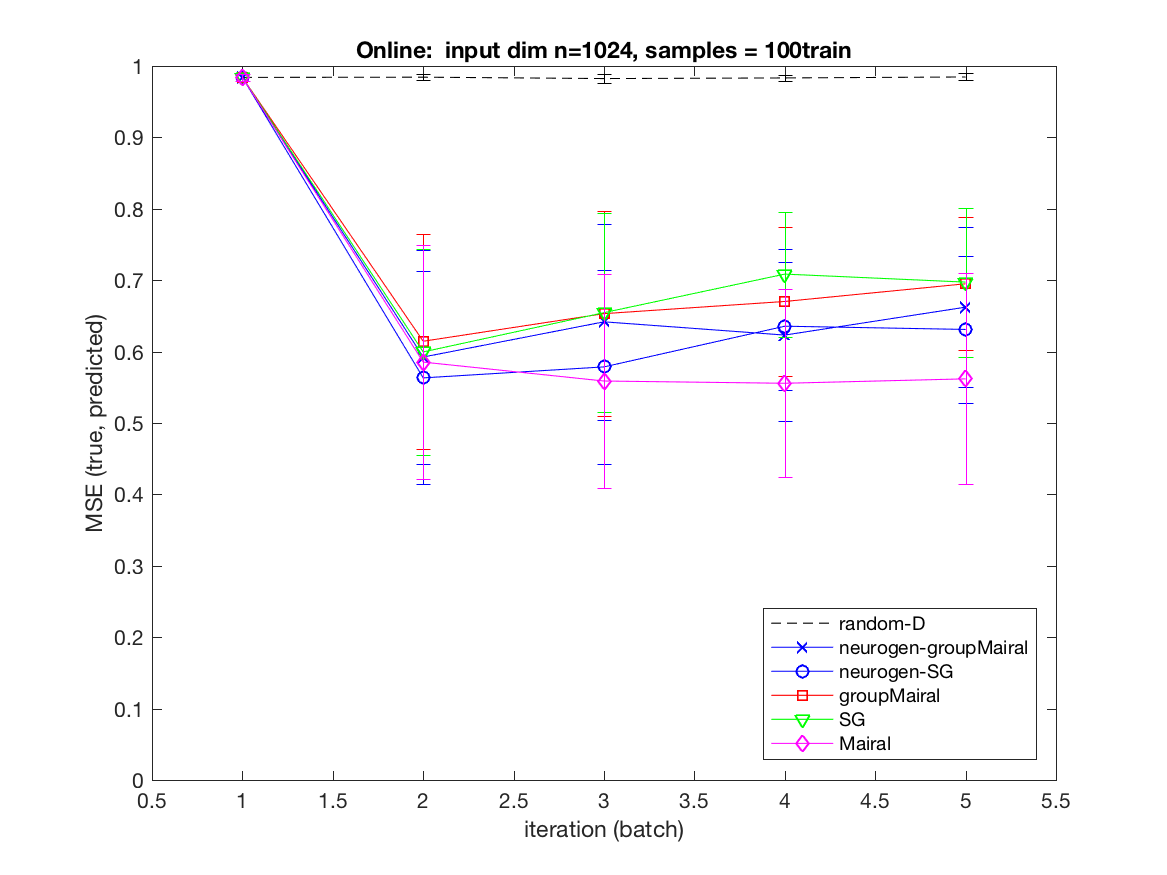 Online:  input dim n=1024, samples = 100train
1
0.9
0.8
0.7
0.6
0.5
0.4
0.3
0.2
0.1
0
MSE (true, predicted)
random-D
neurogen-groupMairal
neurogen-SG
groupMairal
SG
Mairal
0.5 1 1.5 2 2.5 3 3.5 4 4.5 5 5.5
iteration (batch)